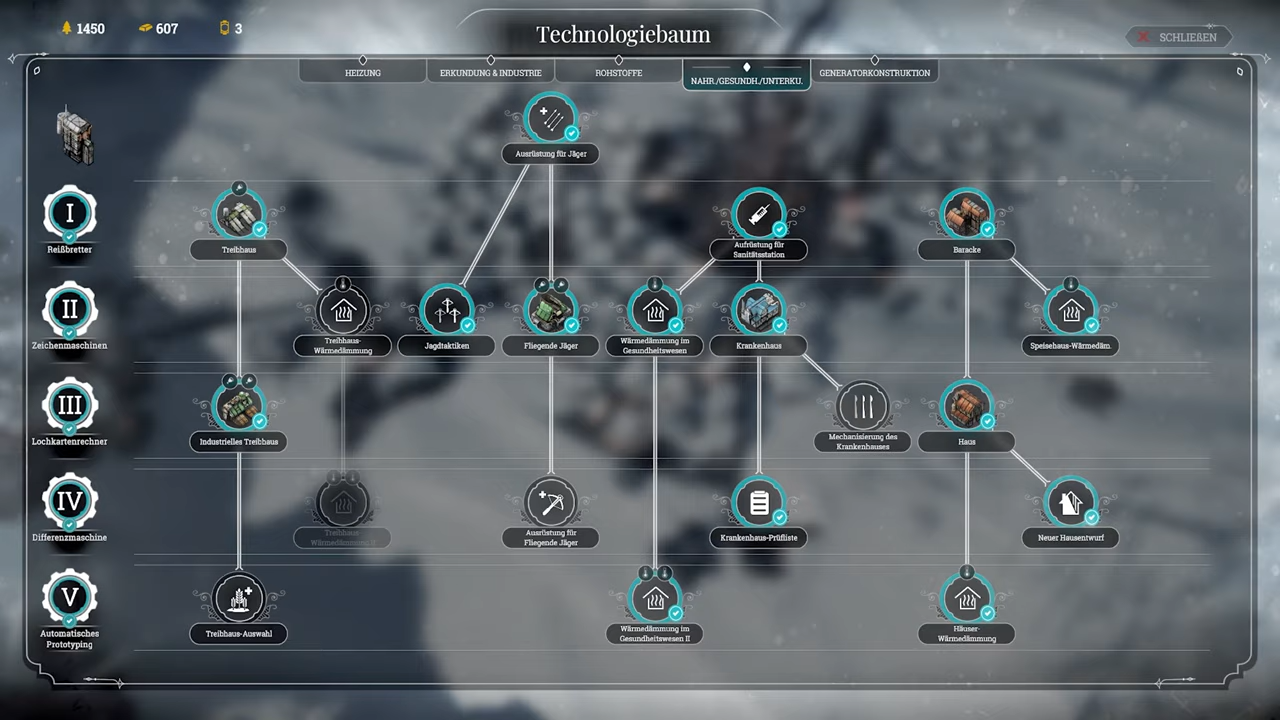 1450
607
3
Technologiebaum
SCHLIEßEN
HEIZUNG
ERKUNDUNG & INDUSTRIE
ROHSTOFFE
NAHR./GESUNDH./UNTERKU.
GENERATORKONSTRUKTION
Ausrüstung für Jäger
I
Reißbretter
Treibhaus
Aufrüstung für
Sanitätsstation
Baracke
II
Zeichenmaschinen
Treibhaus-
Wärmedämmung
Jagdtaktiken
Fliegende Jäger
Wärmedämmung im
Gesundheitswesen
Krankenhaus
Speisehaus-Wärmedäm.
III
Lochkartenrechner
Industrielles Treibhaus
Mechanisierung des
Krankenhauses
Haus
IV
Differenzmaschine
Treibhaus-
Wärmedämmung II
Ausrüstung für
Fliegende Jäger
Krankenhaus-Prüfliste
Neuer Hausentwurf
V
Automatisches
Prototyping
Treibhaus-Auswahl
Wärmedämmung im
Gesundheitswesen II
Häuser-
Wärmedämmung